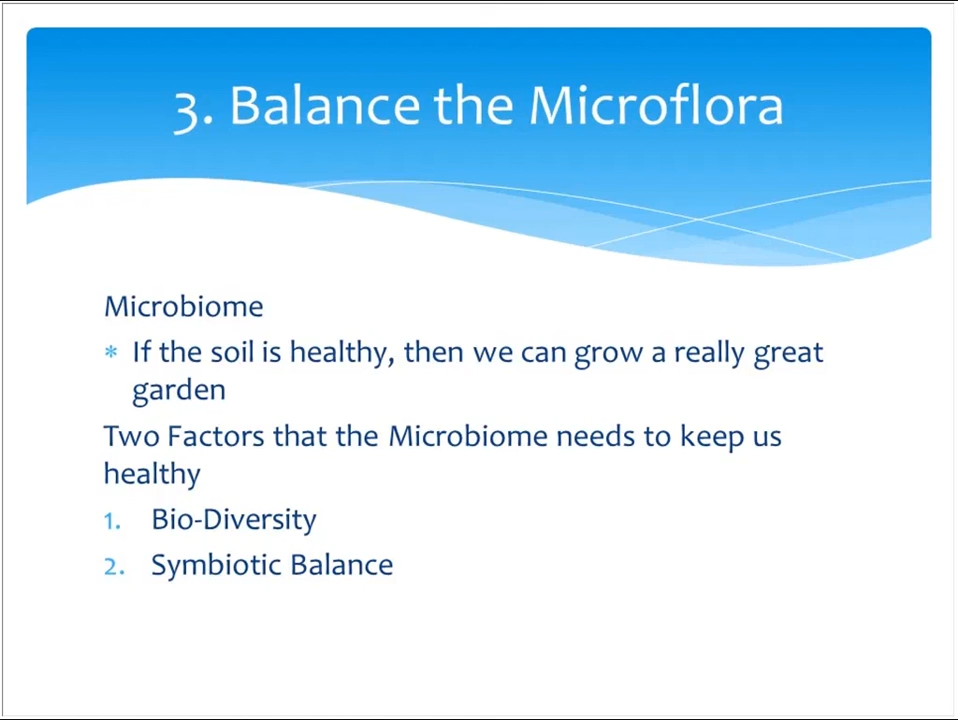 3. Balance the Microflora
Microbiome
* If the soil is healthy, then we can grow a really great
garden
Two Factors that the Microbiome needs to keep us
healthy
1. Bio-Diversity
2. Symbiotic Balance